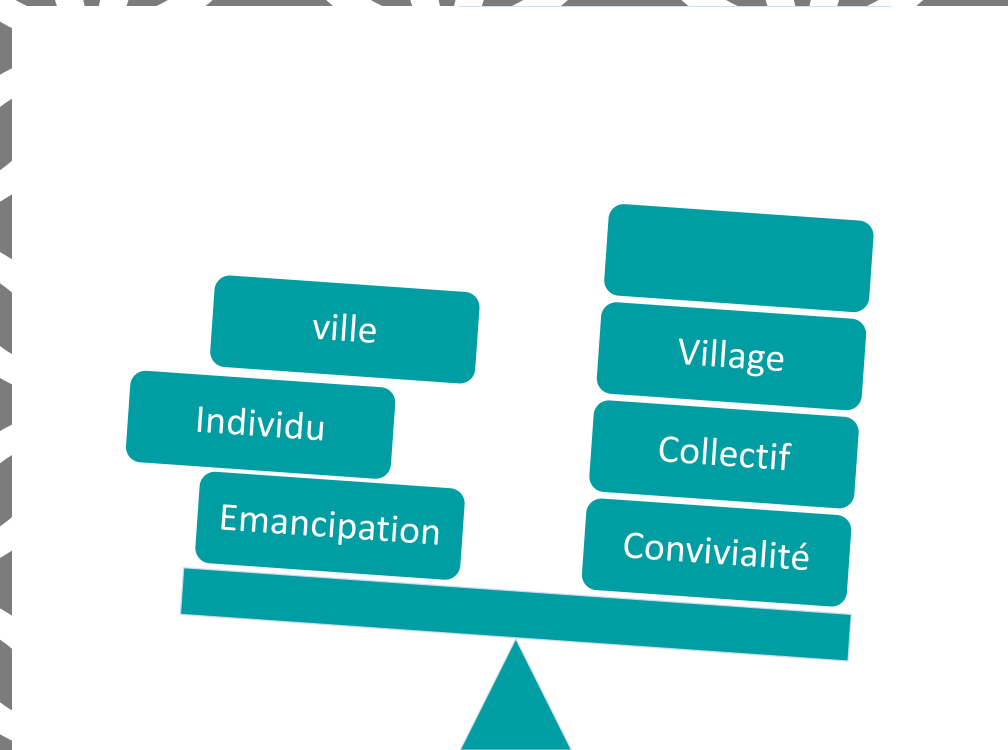 ville
Individu
Emancipation
Village
Collectif
Convivialité